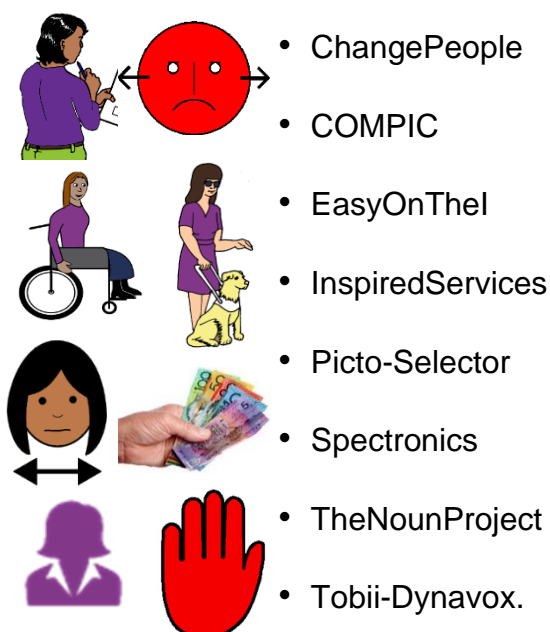 • ChangePeople
• COMPIC
• EasyOnTheI
• InspiredServices
• Picto-Selector
• Spectronics
• TheNounProject
• Tobii-Dynavox.